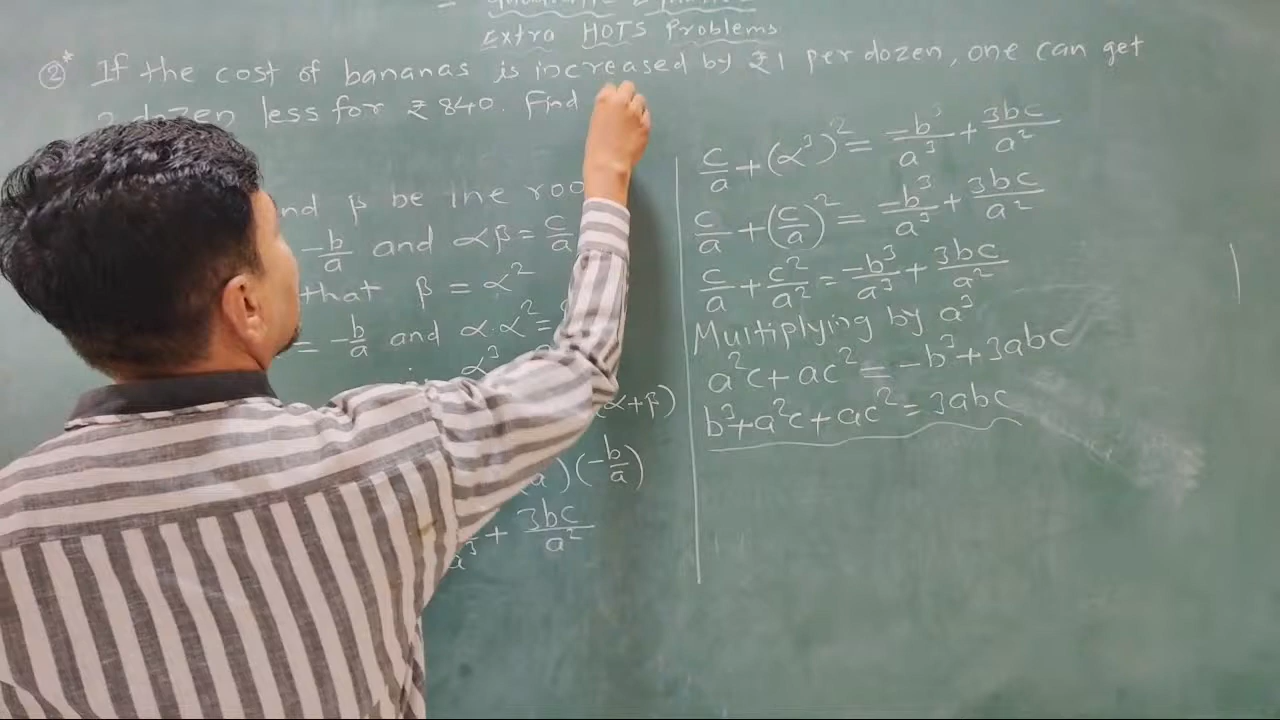 Extra HOTS Problems
②* If the cost of bananas is increased by ₹1 per dozen, one can get
2 dozen less for ₹840. Find
nd β be the roo
-b/a and αβ = c/a
that β = α²
= -b/a and α.α² =
α³
α+β)
a)(-b/a)
a³ + 3bc/a²
c/a + (α³)² = -b³/a³ + 3bc/a²
c/a + (c/a)² = -b³/a³ + 3bc/a²
c/a + c²/a² = -b³/a³ + 3bc/a²
Multiplying by a³
a²c + ac² = -b³ + 3abc
b³ + a²c + ac² = 3abc